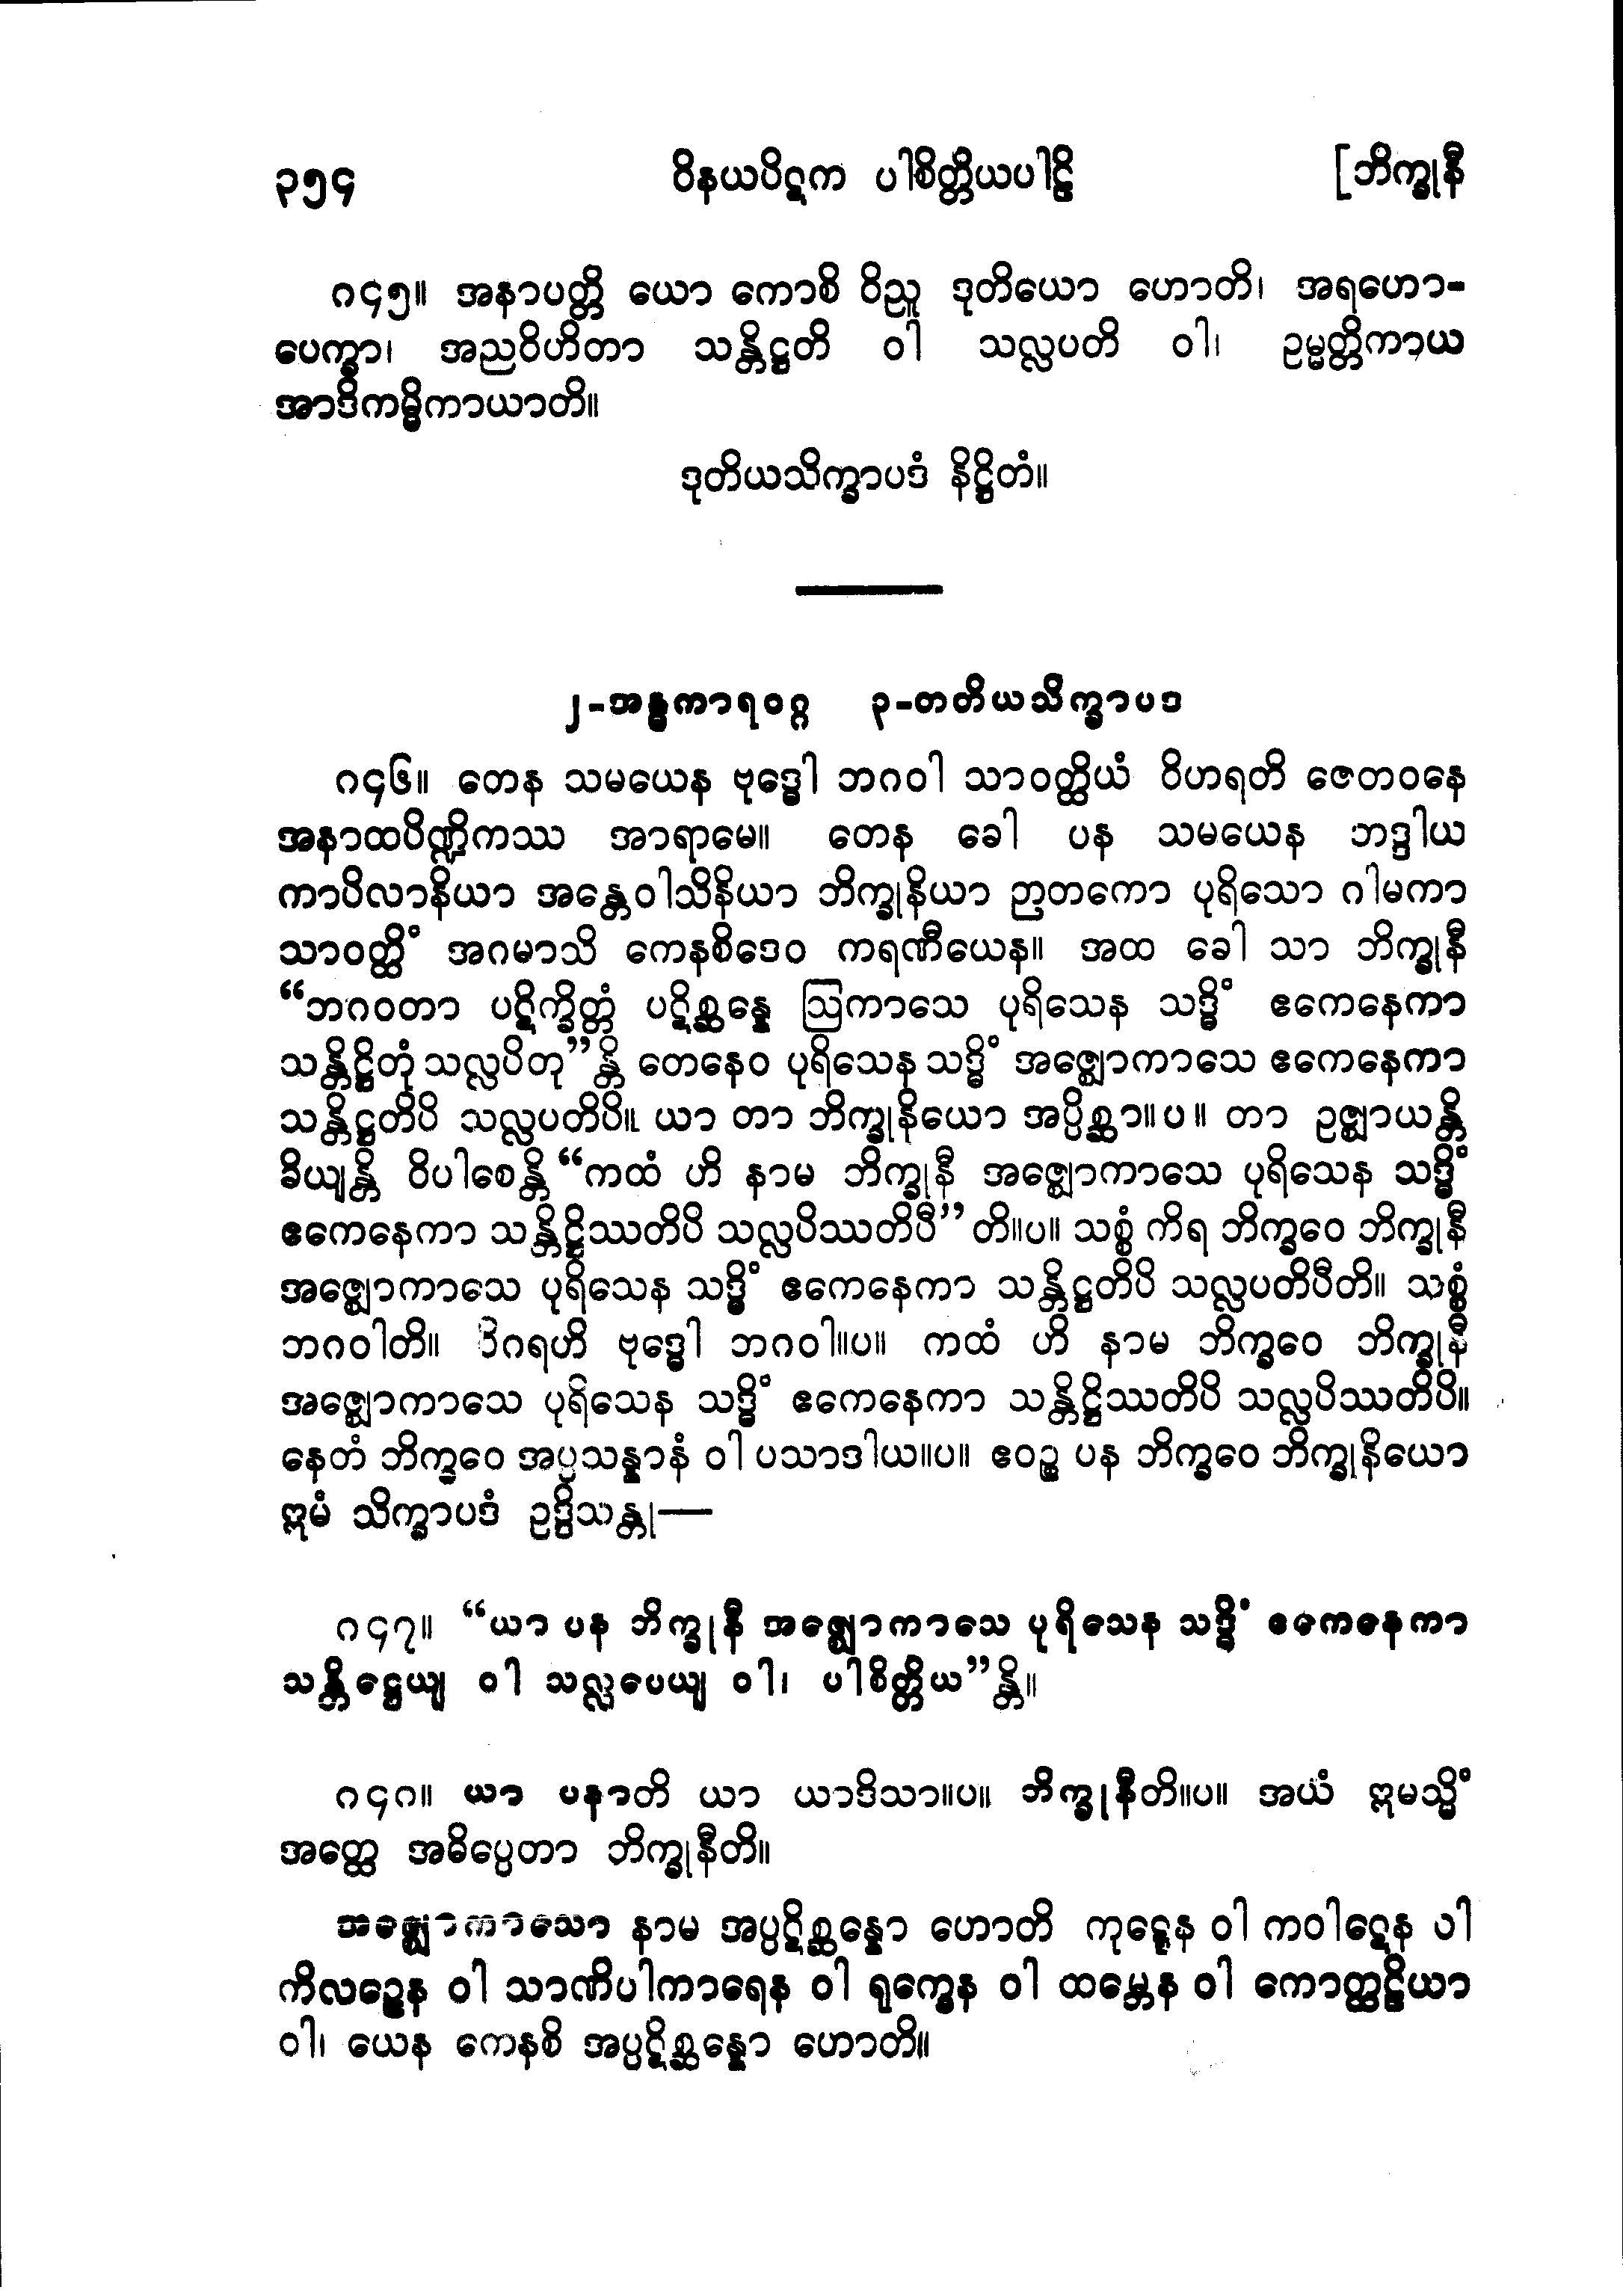 ၃၅၄ ဝိနယပိဋက ပါစိတ္တိယပါဠိ [ဘိက္ခုနီ
၈၄၅။ အနာပတ္တိ ယော ကောစိ ဝိညူ ဒုတိယော ဟောတိ၊ အရဟော-
ပေက္ခာ၊ အညဝိဟိတာ သန္တိဋ္ဌတိ ဝါ သလ္လပတိ ဝါ၊ ဥမ္မတ္တိကာယ
အာဒိကမ္မိကာယာတိ။
ဒုတိယသိက္ခာပဒံ နိဋ္ဌိတံ။
၂-အန္ဓကာရဝဂ္ဂ ၃-တတိယသိက္ခာပဒ
၈၄၆။ တေန သမယေန ဗုဒ္ဓေါ ဘဂဝါ သာဝတ္ထိယံ ဝိဟရတိ ဇေတဝနေ
အနာထပိဏ္ဍိကဿ အာရာမေ။ တေန ခေါ ပန သမယေန ဘဒ္ဒါယ
ကာပိလာနိယာ အန္တေဝါသိနိယာ ဘိက္ခုနိယာ ဉာတကော ပုရိသော ဂါမကာ
သာဝတ္ထိံ အဂမာသိ ကေနစိဒေဝ ကရဏီယေန။ အထ ခေါ သာ ဘိက္ခုနီ
“ဘဂဝတာ ပဋိက္ခိတ္တံ ပဋိစ္ဆန္နေ ဩကာသေ ပုရိသေန သဒ္ဓိံ ဧကေနေကာ
သန္တိဋ္ဌိတုံ သလ္လပိတု”န္တိ တေနေဝ ပုရိသေန သဒ္ဓိံ အဇ္ဈောကာသေ ဧကေနေကာ
သန္တိဋ္ဌတိပိ သလ္လပတိပိ။ ယာ တာ ဘိက္ခုနိယော အပ္ပိစ္ဆာ။ပ။ တာ ဥဇ္ဈာယန္တိ
ခိယျန္တိ ဝိပါစေန္တိ “ကထံ ဟိ နာမ ဘိက္ခုနီ အဇ္ဈောကာသေ ပုရိသေန သဒ္ဓိံ
ဧကေနေကာ သန္တိဋ္ဌိဿတိပိ သလ္လပိဿတိပီ”တိ။ပ။ သစ္စံ ကိရ ဘိက္ခဝေ ဘိက္ခုနီ
အဇ္ဈောကာသေ ပုရိသေန သဒ္ဓိံ ဧကေနေကာ သန္တိဋ္ဌတိပိ သလ္လပတိပီတိ။ သစ္စံ
ဘဂဝါတိ။ ဝိဂရဟိ ဗုဒ္ဓေါ ဘဂဝါ။ပ။ ကထံ ဟိ နာမ ဘိက္ခဝေ ဘိက္ခုနီ
အဇ္ဈောကာသေ ပုရိသေန သဒ္ဓိံ ဧကေနေကာ သန္တိဋ္ဌိဿတိပိ သလ္လပိဿတိပိ။
နေတံ ဘိက္ခဝေ အပ္ပသန္နာနံ ဝါ ပသာဒါယ။ပ။ ဧဝဉ္စ ပန ဘိက္ခဝေ ဘိက္ခုနိယော
ဣမံ သိက္ခာပဒံ ဥဒ္ဒိသန္တု—
၈၄၇။ “ယာ ပန ဘိက္ခုနီ အဇ္ဈောကာသေ ပုရိသေန သဒ္ဓိံ ဧကေနေကာ
သန္တိဋ္ဌေယျ ဝါ သလ္လပေယျ ဝါ၊ ပါစိတ္တိယ”န္တိ။
၈၄၈။ ယာ ပနာတိ ယာ ယာဒိသာ။ပ။ ဘိက္ခုနီတိ။ပ။ အယံ ဣမသ္မိံ
အတ္ထေ အဓိပ္ပေတာ ဘိက္ခုနီတိ။
အဇ္ဈောကာသော နာမ အပ္ပဋိစ္ဆန္နော ဟောတိ ကုဋ္ဋေန ဝါ ကဝါဋေန ဝါ
ကိလဉ္ဇေန ဝါ သာဏိပါကာရေန ဝါ ရုက္ခေန ဝါ ထမ္ဘေန ဝါ ကောတ္ထဠိယာ
ဝါ၊ ယေန ကေနစိ အပ္ပဋိစ္ဆန္နော ဟောတိ။